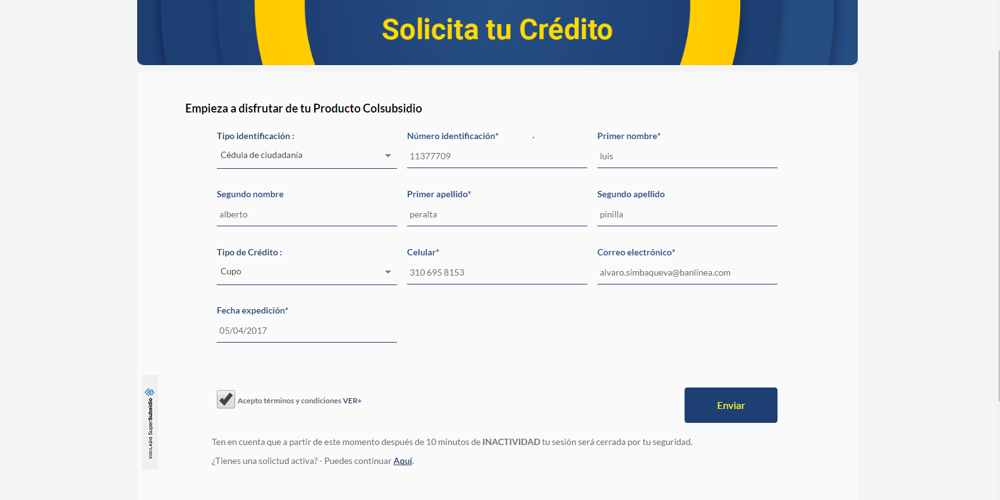 Solicita tu Crédito
Empieza a disfrutar de tu Producto Colsubsidio
Tipo identificación :
Cédula de ciudadanía
Número identificación*
11377709
Primer nombre*
luis
Segundo nombre
alberto
Primer apellido*
peralta
Segundo apellido
pinilla
Tipo de Crédito :
Cupo
Celular*
310 695 8153
Correo electrónico*
alvaro.simbaqueva@banlinea.com
Fecha expedición*
05/04/2017
Acepto términos y condiciones VER+
Enviar
Ten en cuenta que a partir de este momento después de 10 minutos de INACTIVIDAD tu sesión será cerrada por tu seguridad.
¿Tienes una solictud activa? - Puedes continuar Aquí.
VIGILADO SuperSubsidio